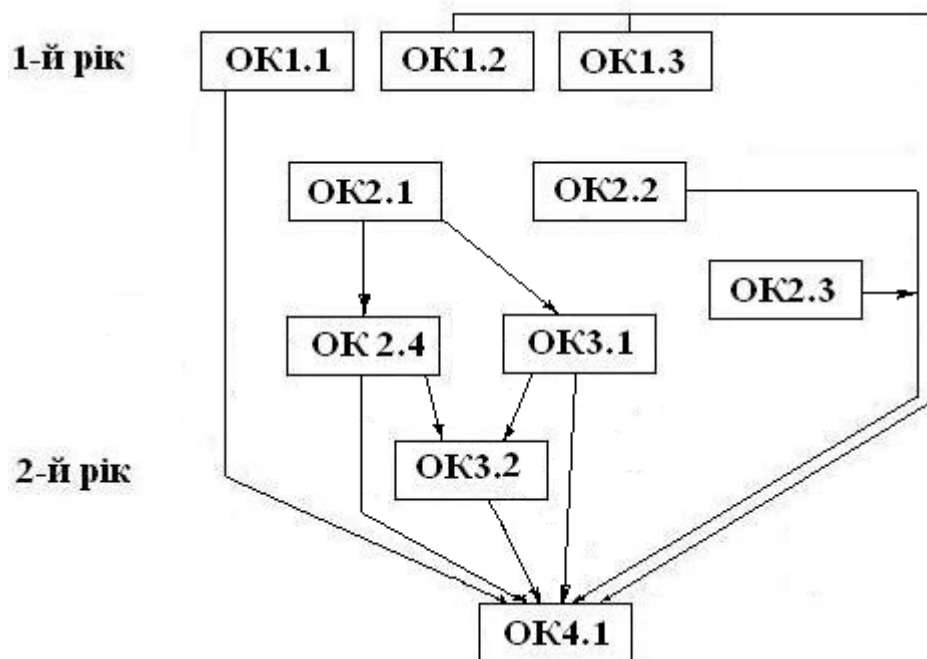 1-й рік
ОК1.1
ОК1.2
ОК1.3
ОК2.1
ОК2.2
ОК2.3
ОК 2.4
ОК3.1
2-й рік
ОК3.2
ОК4.1